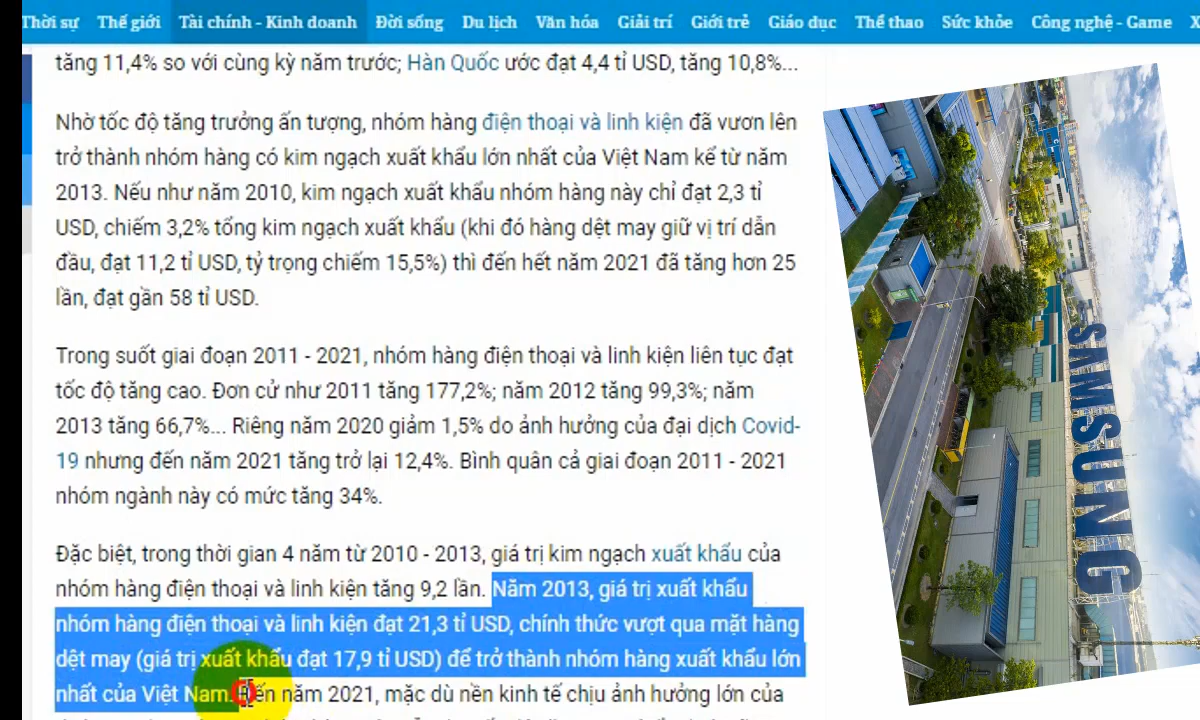 Thời sự Thế giới Tài chính - Kinh doanh Đời sống Du lịch Văn hóa Giải trí Giới trẻ Giáo dục Thể thao Sức khỏe Công nghệ - Game X
tăng 11,4% so với cùng kỳ năm trước; Hàn Quốc ước đạt 4,4 tỉ USD, tăng 10,8%...
Nhờ tốc độ tăng trưởng ấn tượng, nhóm hàng điện thoại và linh kiện đã vươn lên
trở thành nhóm hàng có kim ngạch xuất khẩu lớn nhất của Việt Nam kể từ năm
2013. Nếu như năm 2010, kim ngạch xuất khẩu nhóm hàng này chỉ đạt 2,3 tỉ
USD, chiếm 3,2% tổng kim ngạch xuất khẩu (khi đó hàng dệt may giữ vị trí dẫn
đầu, đạt 11,2 tỉ USD, tỷ trọng chiếm 15,5%) thì đến hết năm 2021 đã tăng hơn 25
lần, đạt gần 58 tỉ USD.
Trong suốt giai đoạn 2011 - 2021, nhóm hàng điện thoại và linh kiện liên tục đạt
tốc độ tăng cao. Đơn cử như 2011 tăng 177,2%; năm 2012 tăng 99,3%; năm
2013 tăng 66,7%... Riêng năm 2020 giảm 1,5% do ảnh hưởng của đại dịch Covid-
19 nhưng đến năm 2021 tăng trở lại 12,4%. Bình quân cả giai đoạn 2011 - 2021
nhóm ngành này có mức tăng 34%.
Đặc biệt, trong thời gian 4 năm từ 2010 - 2013, giá trị kim ngạch xuất khẩu của
nhóm hàng điện thoại và linh kiện tăng 9,2 lần. Năm 2013, giá trị xuất khẩu
nhóm hàng điện thoại và linh kiện đạt 21,3 tỉ USD, chính thức vượt qua mặt hàng
dệt may (giá trị xuất khẩu đạt 17,9 tỉ USD) để trở thành nhóm hàng xuất khẩu lớn
nhất của Việt Nam. Đến năm 2021, mặc dù nền kinh tế chịu ảnh hưởng lớn của
SAMSUNG